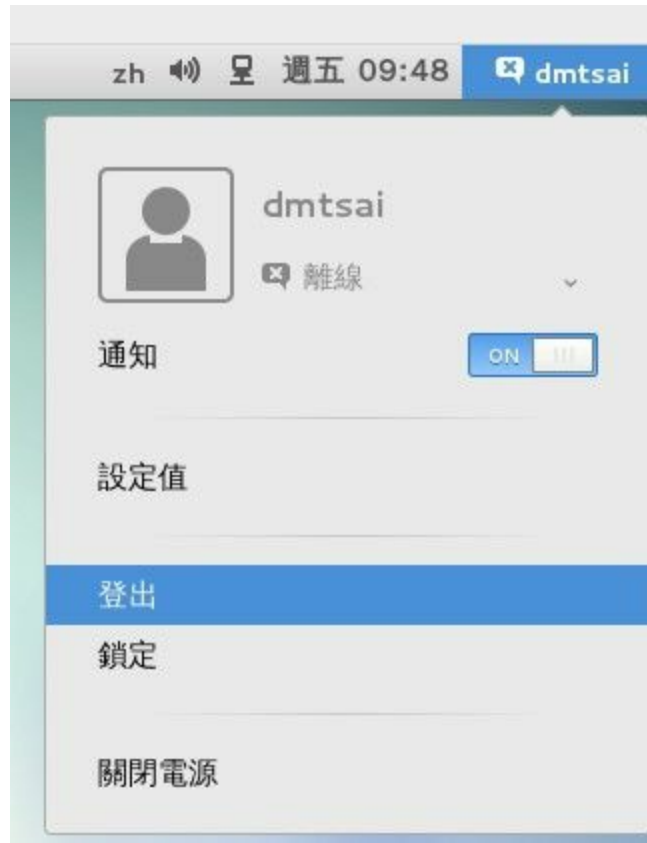 zh 週五 09:48 dmtsai
dmtsai
離線
通知 ON
設定值
登出
鎖定
關閉電源